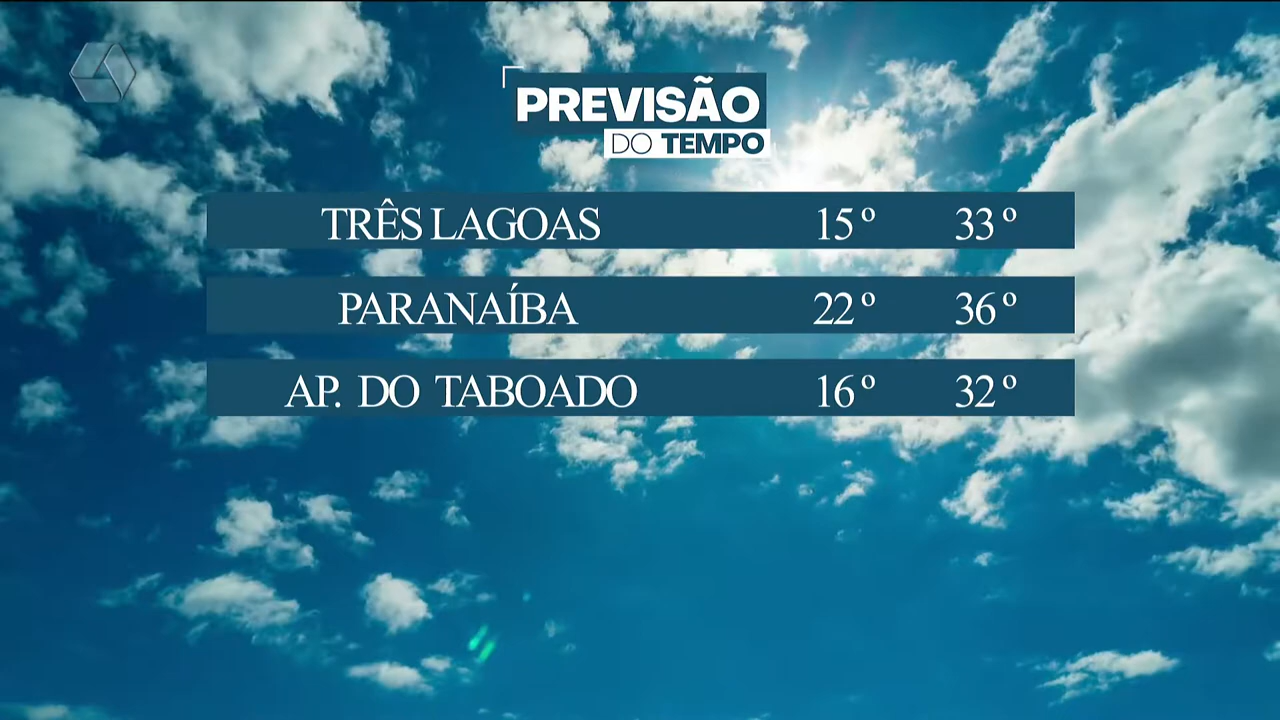 PREVISÃO
DO TEMPO
TRÊS LAGOAS 15º 33º
PARANAÍBA 22º 36º
AP. DO TABOADO 16º 32º